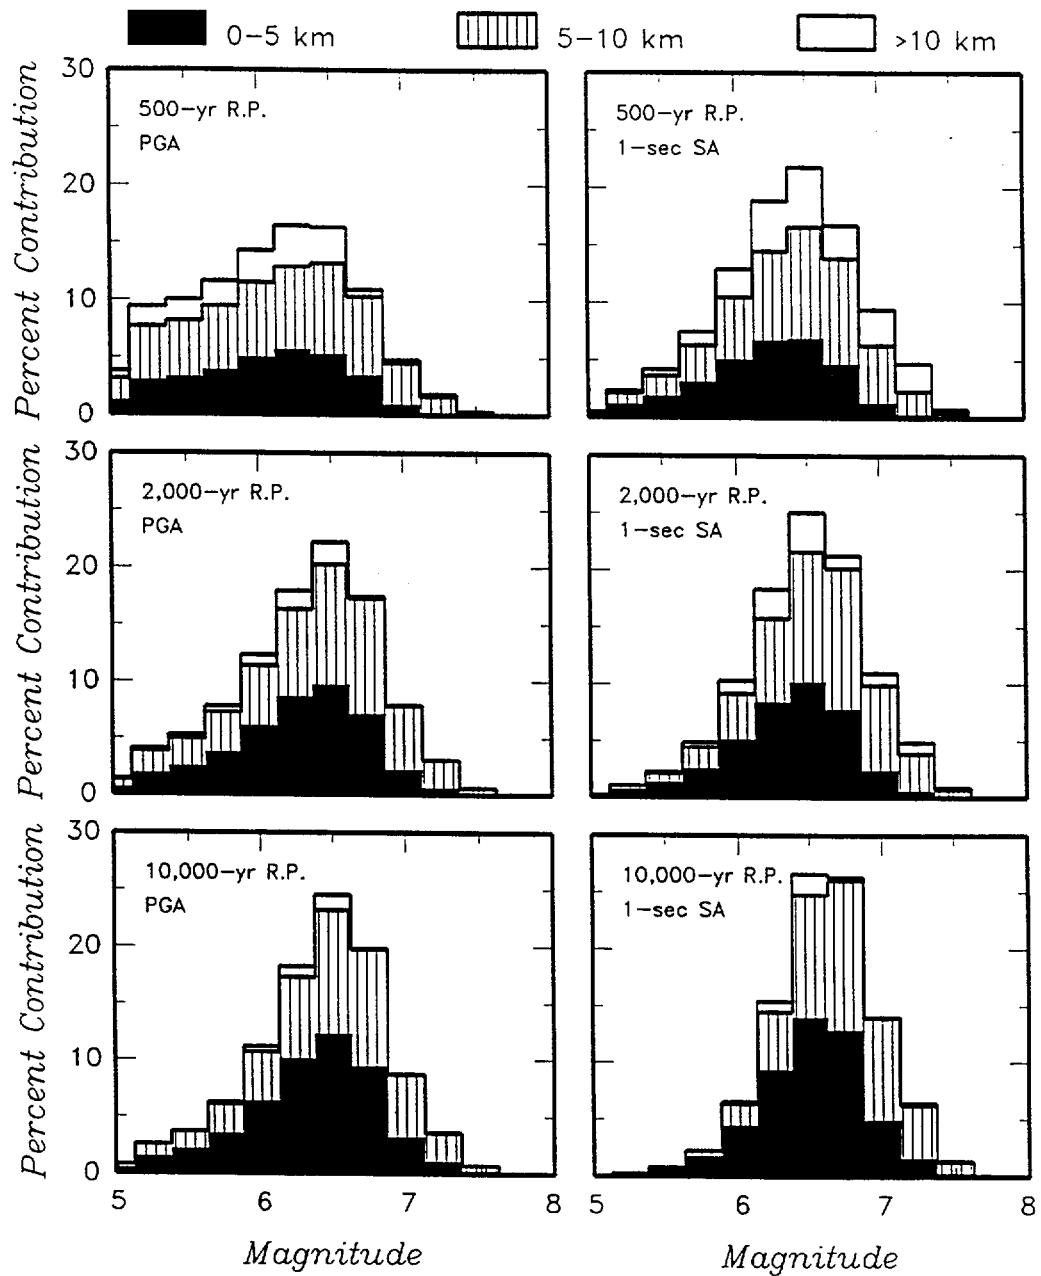 0-5 km
5-10 km
>10 km
Percent Contribution
30
20
10
0
500-yr R.P.
PGA
500-yr R.P.
1-sec SA
Percent Contribution
30
20
10
0
2,000-yr R.P.
PGA
2,000-yr R.P.
1-sec SA
Percent Contribution
30
20
10
0
10,000-yr R.P.
PGA
10,000-yr R.P.
1-sec SA
5 6 7 8
5 6 7 8
Magnitude
Magnitude